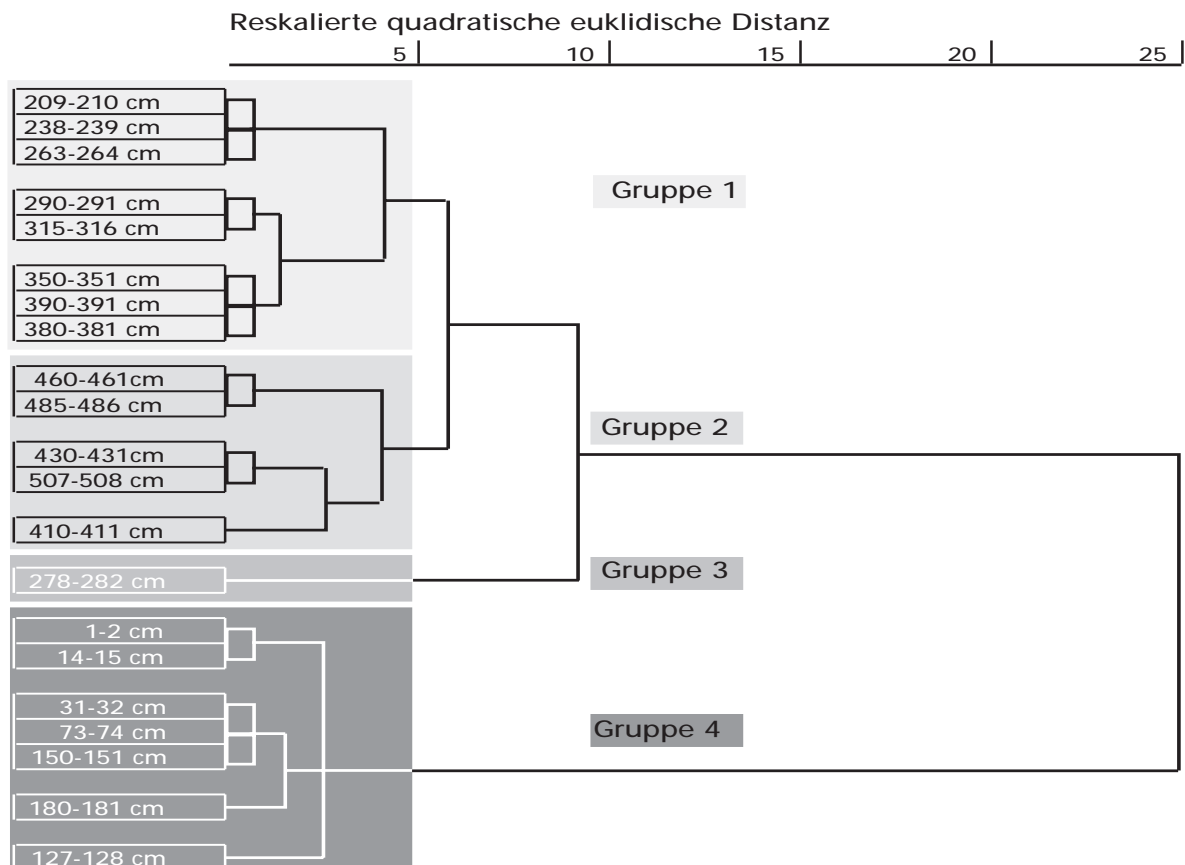 Reskalierte quadratische euklidische Distanz
5 10 15 20 25
209-210 cm
238-239 cm
263-264 cm
Gruppe 1
290-291 cm
315-316 cm
350-351 cm
390-391 cm
380-381 cm
460-461cm
485-486 cm
Gruppe 2
430-431cm
507-508 cm
410-411 cm
Gruppe 3
278-282 cm
1-2 cm
14-15 cm
31-32 cm
73-74 cm
Gruppe 4
150-151 cm
180-181 cm
127-128 cm